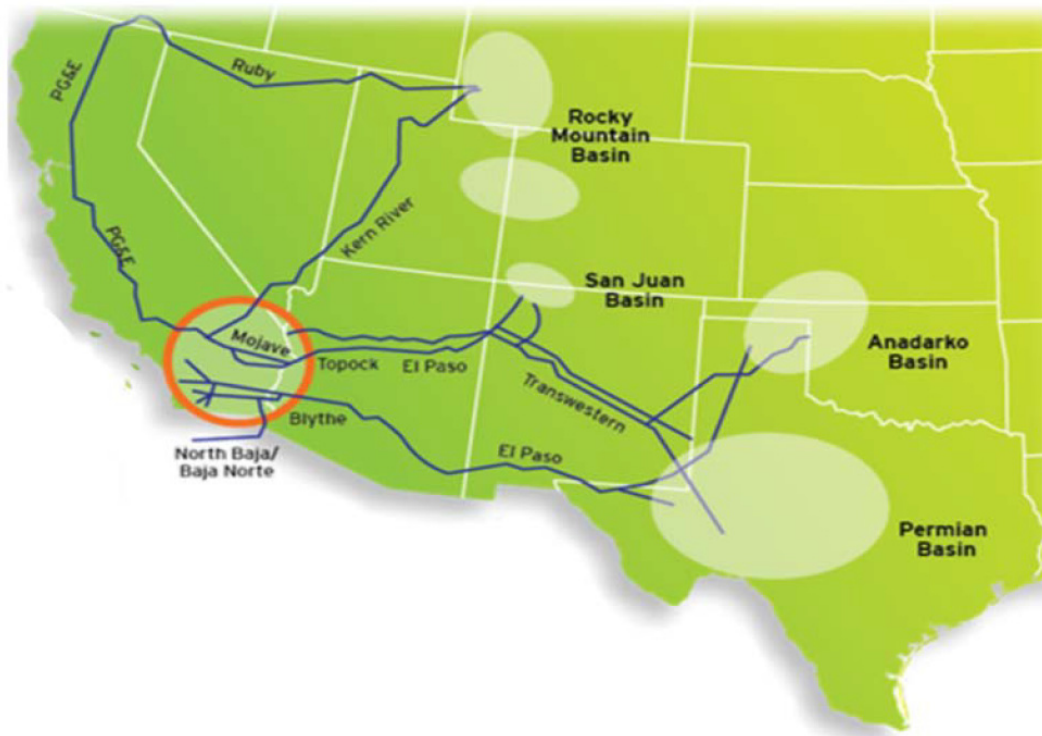 PG&E
Ruby
Rocky
Mountain
Basin
Kern River
PG&E
San Juan
Basin
Mojave
Topock
El Paso
Anadarko
Basin
Transwestern
Blythe
North Baja/
Baja Norte
El Paso
Permian
Basin